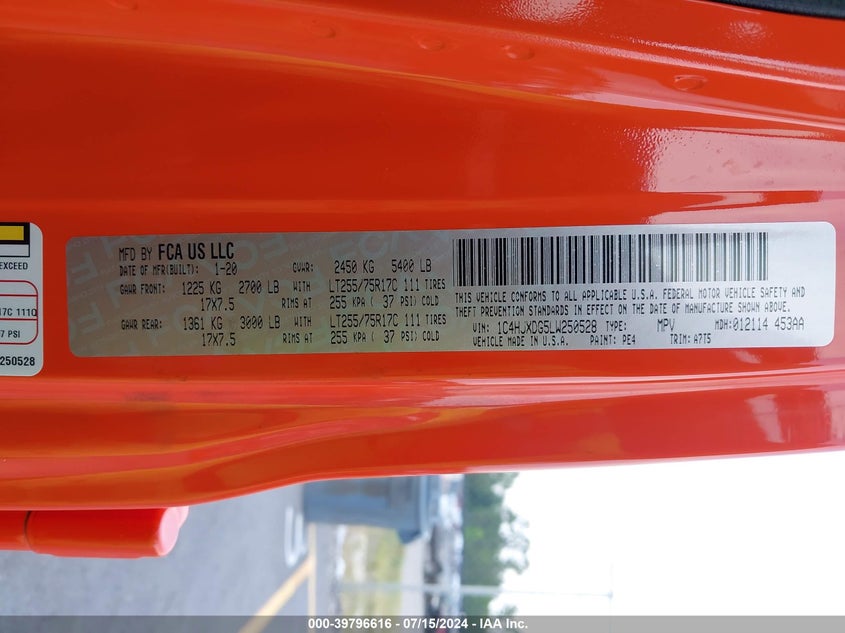 EXCEED
17C 1110
7 PSI
250528
MFD BY FCA US LLC
DATE OF MFR(BUILT): 1-20 GVWR: 2450 KG 5400 LB
GAWR FRONT: 1225 KG 2700 LB WITH LT255/75R17C 111 TIRES
17X7.5 RIMS AT 255 KPA ( 37 PSI) COLD
GAWR REAR: 1361 KG 3000 LB WITH LT255/75R17C 111 TIRES
17X7.5 RIMS AT 255 KPA ( 37 PSI) COLD
THIS VEHICLE CONFORMS TO ALL APPLICABLE U.S.A. FEDERAL MOTOR VEHICLE SAFETY AND
THEFT PREVENTION STANDARDS IN EFFECT ON THE DATE OF MANUFACTURE SHOWN ABOVE.
VIN: 1C4HJXDG5LW250528 TYPE: MPV MDH: 012114 453AA
VEHICLE MADE IN U.S.A. PAINT: PE4 TRIM: A7T5
000-39796616 - 07/15/2024 - IAA Inc.